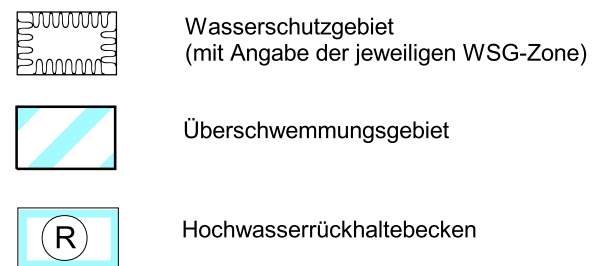 Wasserschutzgebiet
(mit Angabe der jeweiligen WSG-Zone)
Überschwemmungsgebiet
R Hochwasserrückhaltebecken